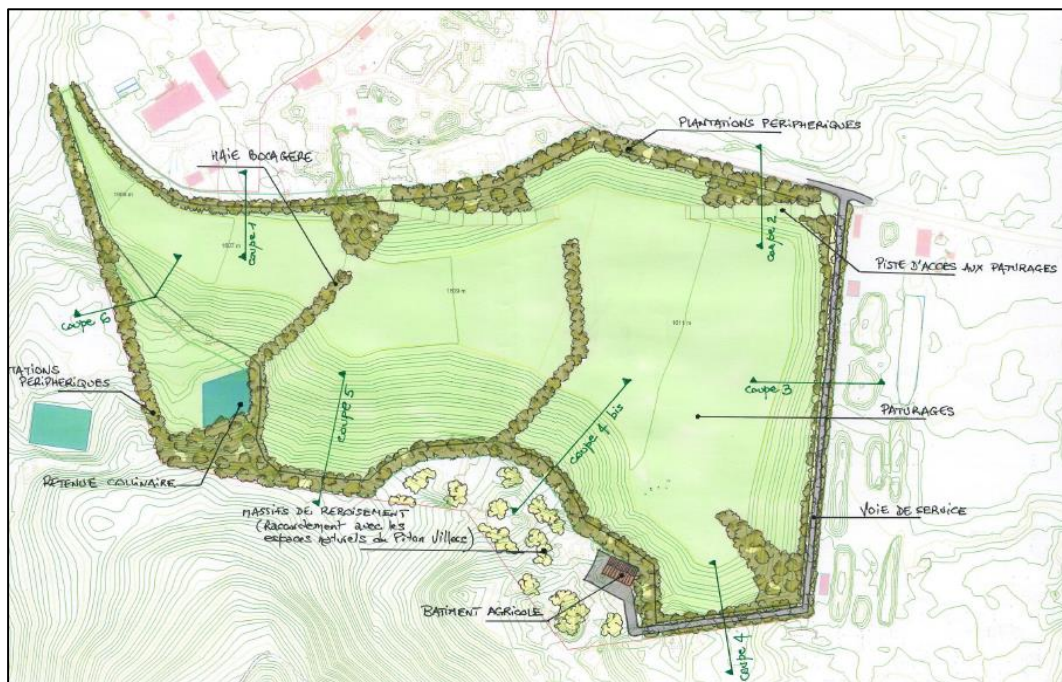 PLANTATIONS PERIPHERIQUES
HAIE BOCAGERE
coupe 1
coupe 2
PISTE D'ACCÈS AUX PATURAGES
coupe 6
TATIONS
PERIPHERIQUES
coupe 5
coupe 4 bis
coupe 3
PATURAGES
RETENUE COLLINAIRE
MASSIFS DE REBOISEMENT
(Raccordement avec les
espaces naturels du Piton Villers)
VOIE DE SERVICE
BATIMENT AGRICOLE
coupe 4